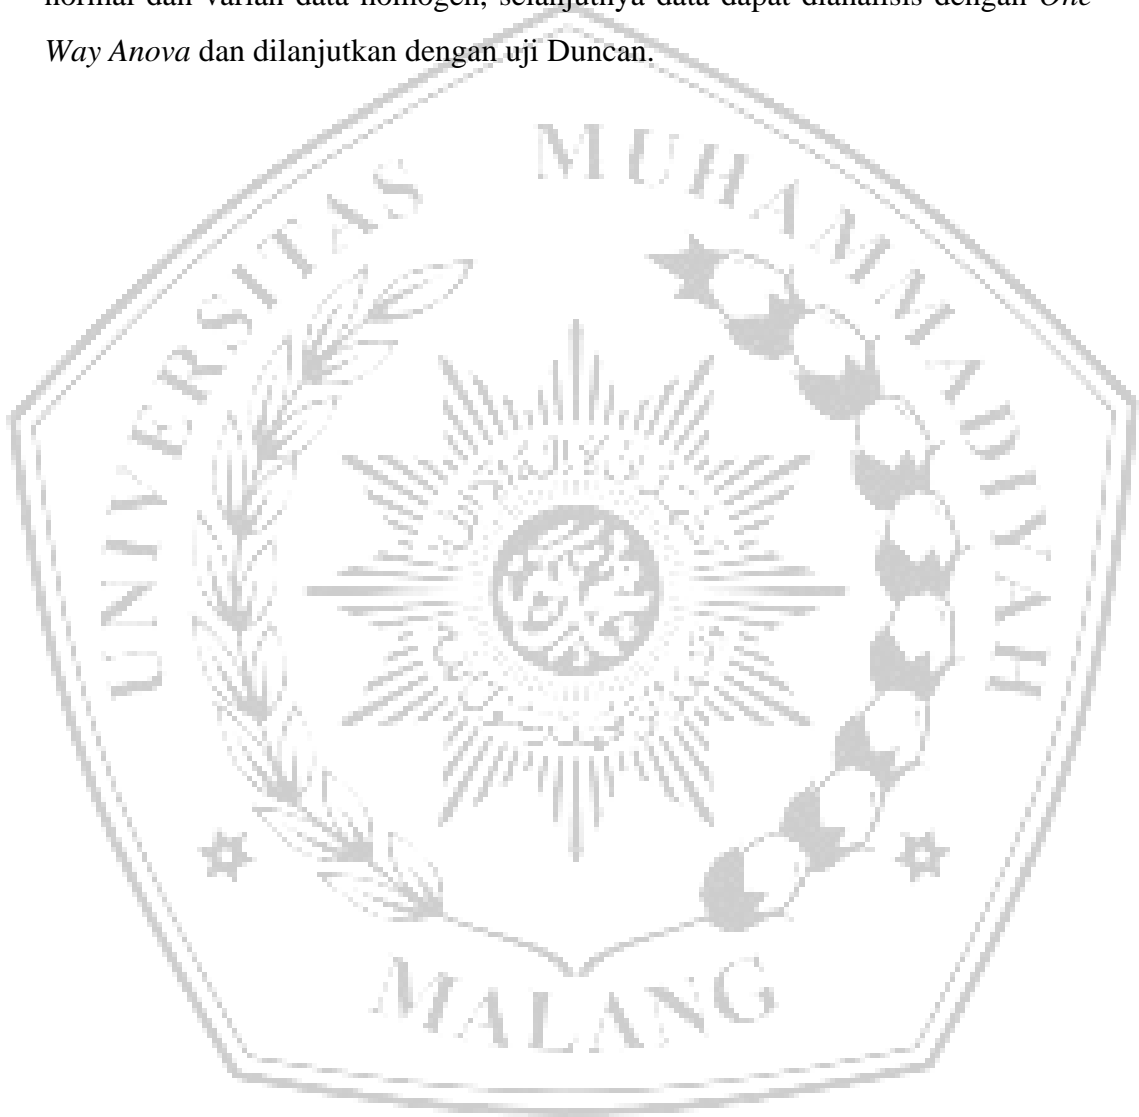 normal dan varian data homogen, selanjutnya data dapat dianalisis dengan One
Way Anova dan dilanjutkan dengan uji Duncan.
UNIVERSITAS MUHAMMADIYAH
MALANG